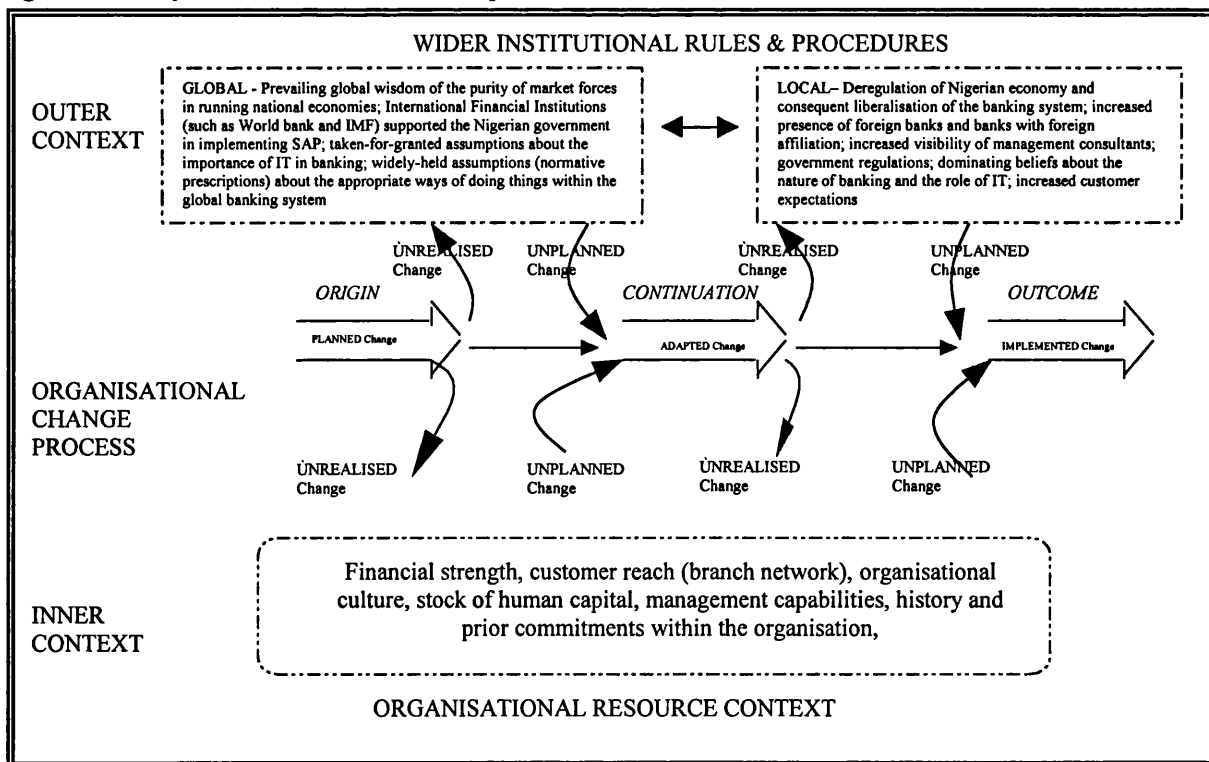 WIDER INSTITUTIONAL RULES & PROCEDURES
OUTER
CONTEXT
GLOBAL - Prevailing global wisdom of the purity of market forces
in running national economies; International Financial Institutions
(such as World bank and IMF) supported the Nigerian government
in implementing SAP; taken-for-granted assumptions about the
importance of IT in banking; widely-held assumptions (normative
prescriptions) about the appropriate ways of doing things within the
global banking system
LOCAL– Deregulation of Nigerian economy and
consequent liberalisation of the banking system; increased
presence of foreign banks and banks with foreign
affiliation; increased visibility of management consultants;
government regulations; dominating beliefs about the
nature of banking and the role of IT; increased customer
expectations
UNREALISED
Change
UNPLANNED
Change
UNREALISED
Change
UNPLANNED
Change
ORIGIN
CONTINUATION
OUTCOME
PLANNED Change
ADAPTED Change
IMPLEMENTED Change
ORGANISATIONAL
CHANGE
PROCESS
UNREALISED
Change
UNPLANNED
Change
UNREALISED
Change
UNPLANNED
Change
INNER
CONTEXT
Financial strength, customer reach (branch network), organisational
culture, stock of human capital, management capabilities, history and
prior commitments within the organisation,
ORGANISATIONAL RESOURCE CONTEXT